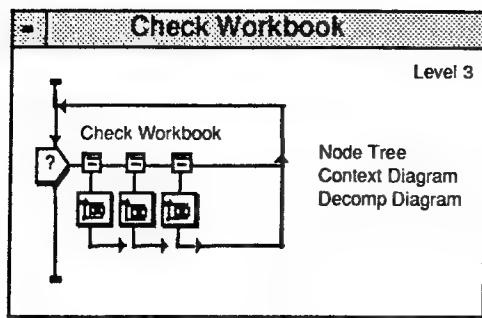 Check Workbook
Level 3
Check Workbook
?
Node Tree
Context Diagram
Decomp Diagram